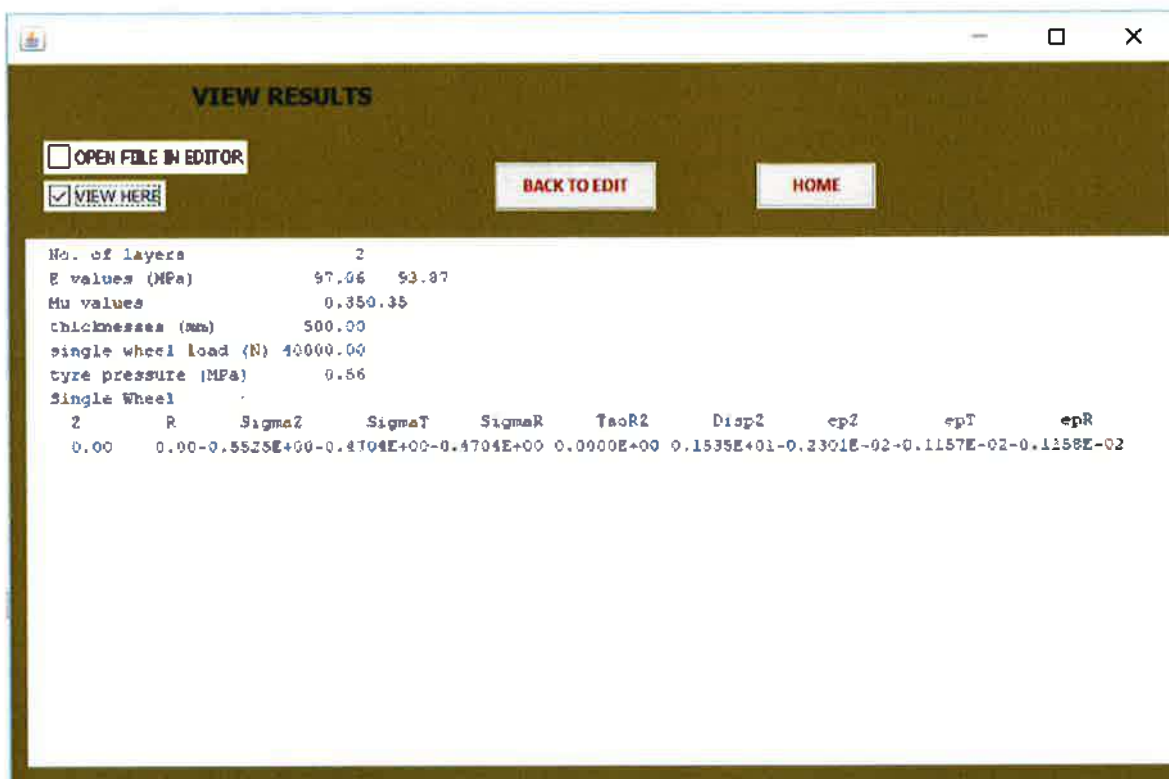 VIEW RESULTS
OPEN FILE IN EDITOR
VIEW HERE
BACK TO EDIT
HOME
No. of layers 2
E values (MPa) 97.06 93.87
Mu values 0.350.35
thicknesses (mm) 500.00
single wheel load (N) 40000.00
tyre pressure (MPa) 0.56
Single Wheel
Z R SigmaZ SigmaT SigmaR TaoRZ DispZ epZ epT epR
0.00 0.00-0.5525E+00-0.4704E+00-0.4704E+00 0.0000E+00 0.1535E+01-0.2301E-02-0.1157E-02-0.1158E-02